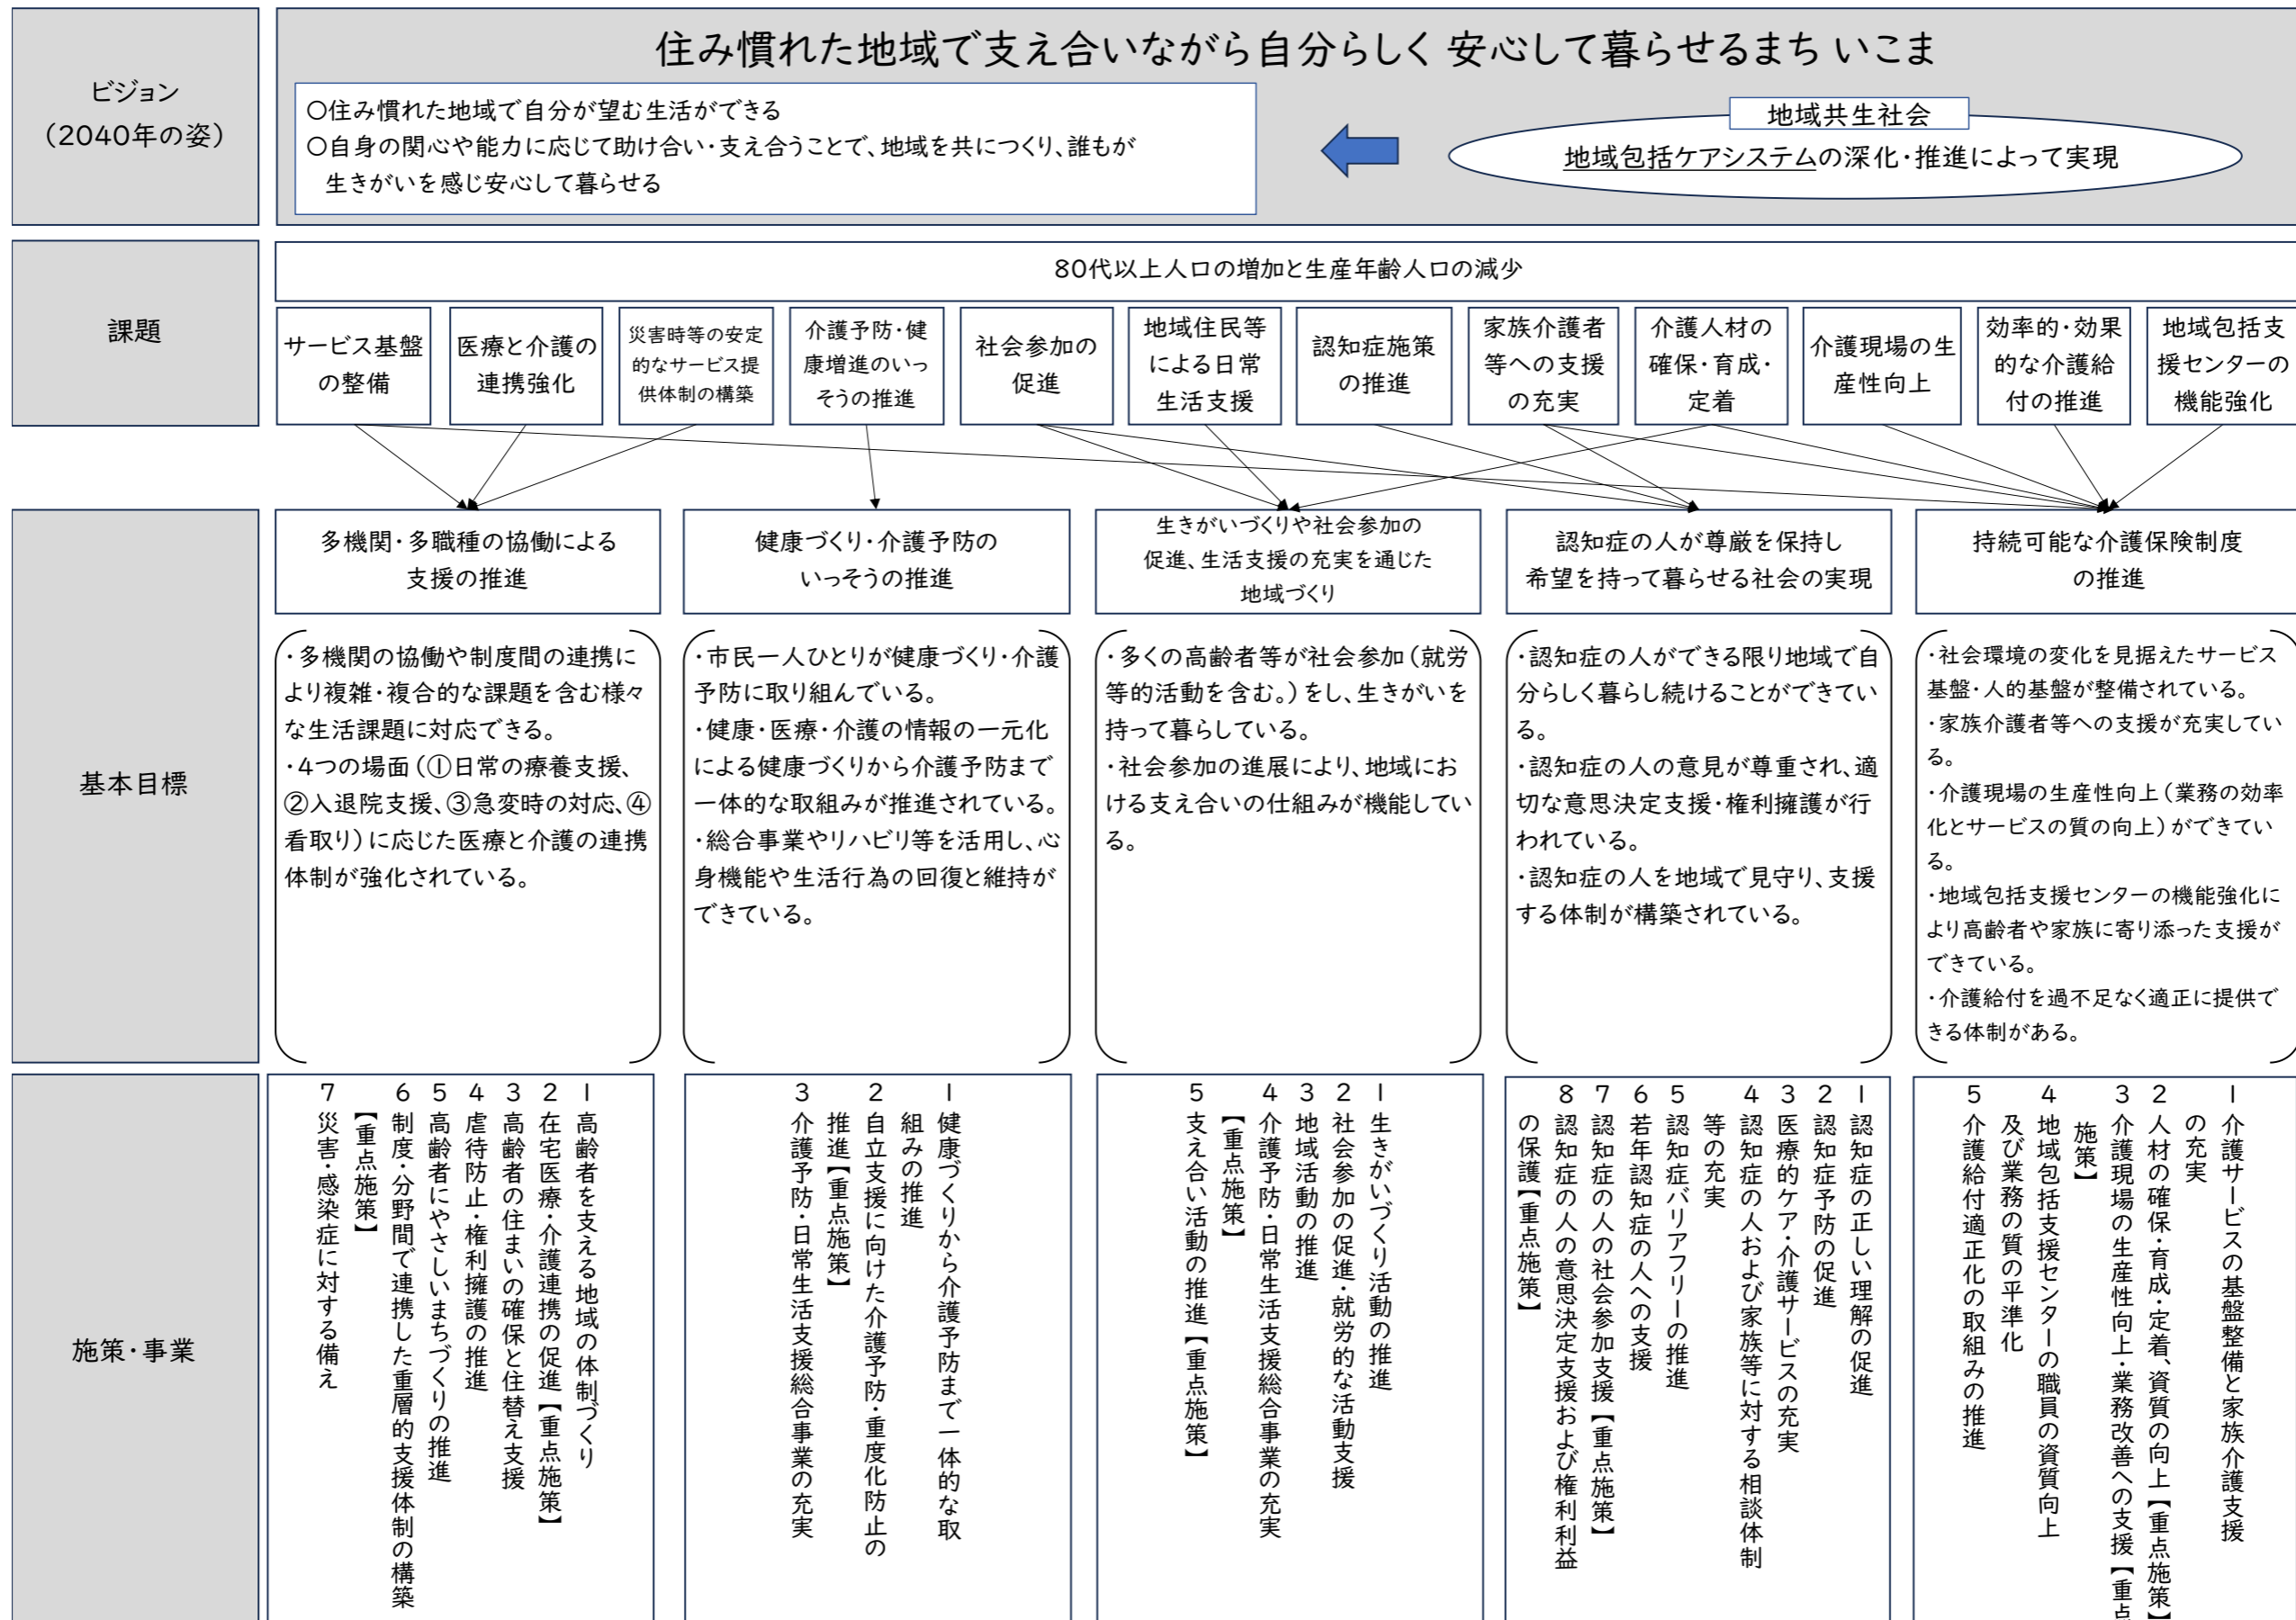 ビジョン
（2040年の姿）
住み慣れた地域で支え合いながら自分らしく 安心して暮らせるまち いこま
○住み慣れた地域で自分が望む生活ができる
○自身の関心や能力に応じて助け合い・支え合うことで、地域を共につくり、誰もが
生きがいを感じ安心して暮らせる
地域共生社会
地域包括ケアシステムの深化・推進によって実現
課題
80代以上人口の増加と生産年齢人口の減少
サービス基盤
の整備
医療と介護の
連携強化
災害時等の安定
的なサービス提
供体制の構築
介護予防・健
康増進のいっ
そうの推進
社会参加の
促進
地域住民等
による日常
生活支援
認知症施策
の推進
家族介護者
等への支援
の充実
介護人材の
確保・育成・
定着
介護現場の生
産性向上
効率的・効果
的な介護給
付の推進
地域包括支
援センターの
機能強化
基本目標
多機関・多職種の協働による
支援の推進
・多機関の協働や制度間の連携に
より複雑・複合的な課題を含む様々
な生活課題に対応できる。
・4つの場面（①日常の療養支援、
②入退院支援、③急変時の対応、④
看取り）に応じた医療と介護の連携
体制が強化されている。
健康づくり・介護予防の
いっそうの推進
・市民一人ひとりが健康づくり・介護
予防に取り組んでいる。
・健康・医療・介護の情報の一元化
による健康づくりから介護予防まで
一体的な取組みが推進されている。
・総合事業やリハビリ等を活用し、心
身機能や生活行為の回復と維持が
できている。
生きがいづくりや社会参加の
促進、生活支援の充実を通じた
地域づくり
・多くの高齢者等が社会参加（就労
等的活動を含む。）をし、生きがいを
持って暮らしている。
・社会参加の進展により、地域にお
ける支え合いの仕組みが機能してい
る。
認知症の人が尊厳を保持し
希望を持って暮らせる社会の実現
・認知症の人ができる限り地域で自
分らしく暮らし続けることができてい
る。
・認知症の人の意見が尊重され、適
切な意思決定支援・権利擁護が行
われている。
・認知症の人を地域で見守り、支援
する体制が構築されている。
持続可能な介護保険制度
の推進
・社会環境の変化を見据えたサービス
基盤・人的基盤が整備されている。
・家族介護者等への支援が充実してい
る。
・介護現場の生産性向上（業務の効率
化とサービスの質の向上）ができてい
る。
・地域包括支援センターの機能強化に
より高齢者や家族に寄り添った支援が
できている。
・介護給付を過不足なく適正に提供で
きる体制がある。
施策・事業
1 高齢者を支える地域の体制づくり
2 在宅医療・介護連携の促進【重点施策】
3 高齢者の住まいの確保と住替え支援
4 虐待防止・権利擁護の推進
5 高齢者にやさしいまちづくりの推進
6 制度・分野間で連携した重層的支援体制の構築
【重点施策】
7 災害・感染症に対する備え
1 健康づくりから介護予防まで一体的な取
組みの推進
2 自立支援に向けた介護予防・重度化防止の
推進【重点施策】
3 介護予防・日常生活支援総合事業の充実
1 生きがいづくり活動の推進
2 社会参加の促進・就労的な活動支援
3 地域活動の推進
4 介護予防・日常生活支援総合事業の充実
【重点施策】
5 支え合い活動の推進【重点施策】
1 認知症の正しい理解の促進
2 認知症予防の促進
3 医療的ケア・介護サービスの充実
4 認知症の人および家族等に対する相談体制
等の充実
5 認知症バリアフリーの推進
6 若年認知症の人への支援
7 認知症の人の社会参加支援【重点施策】
8 認知症の人の意思決定支援および権利利益
の保護【重点施策】
1 介護サービスの基盤整備と家族介護支援
の充実
2 人材の確保・育成・定着、資質の向上【重点施策】
3 介護現場の生産性向上・業務改善への支援【重点
施策】
4 地域包括支援センターの職員の資質向上
及び業務の質の平準化
5 介護給付適正化の取組みの推進